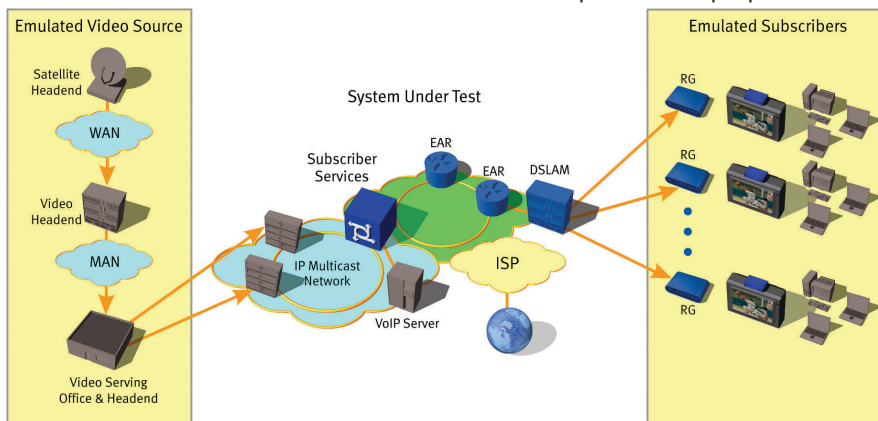 Emulated Video Source
Satellite
Headend
WAN
Video
Headend
MAN
Video Serving
Office & Headend
System Under Test
Subscriber
Services
EAR
EAR
DSLAM
IP Multicast
Network
VoIP Server
ISP
Emulated Subscribers
RG
RG
RG